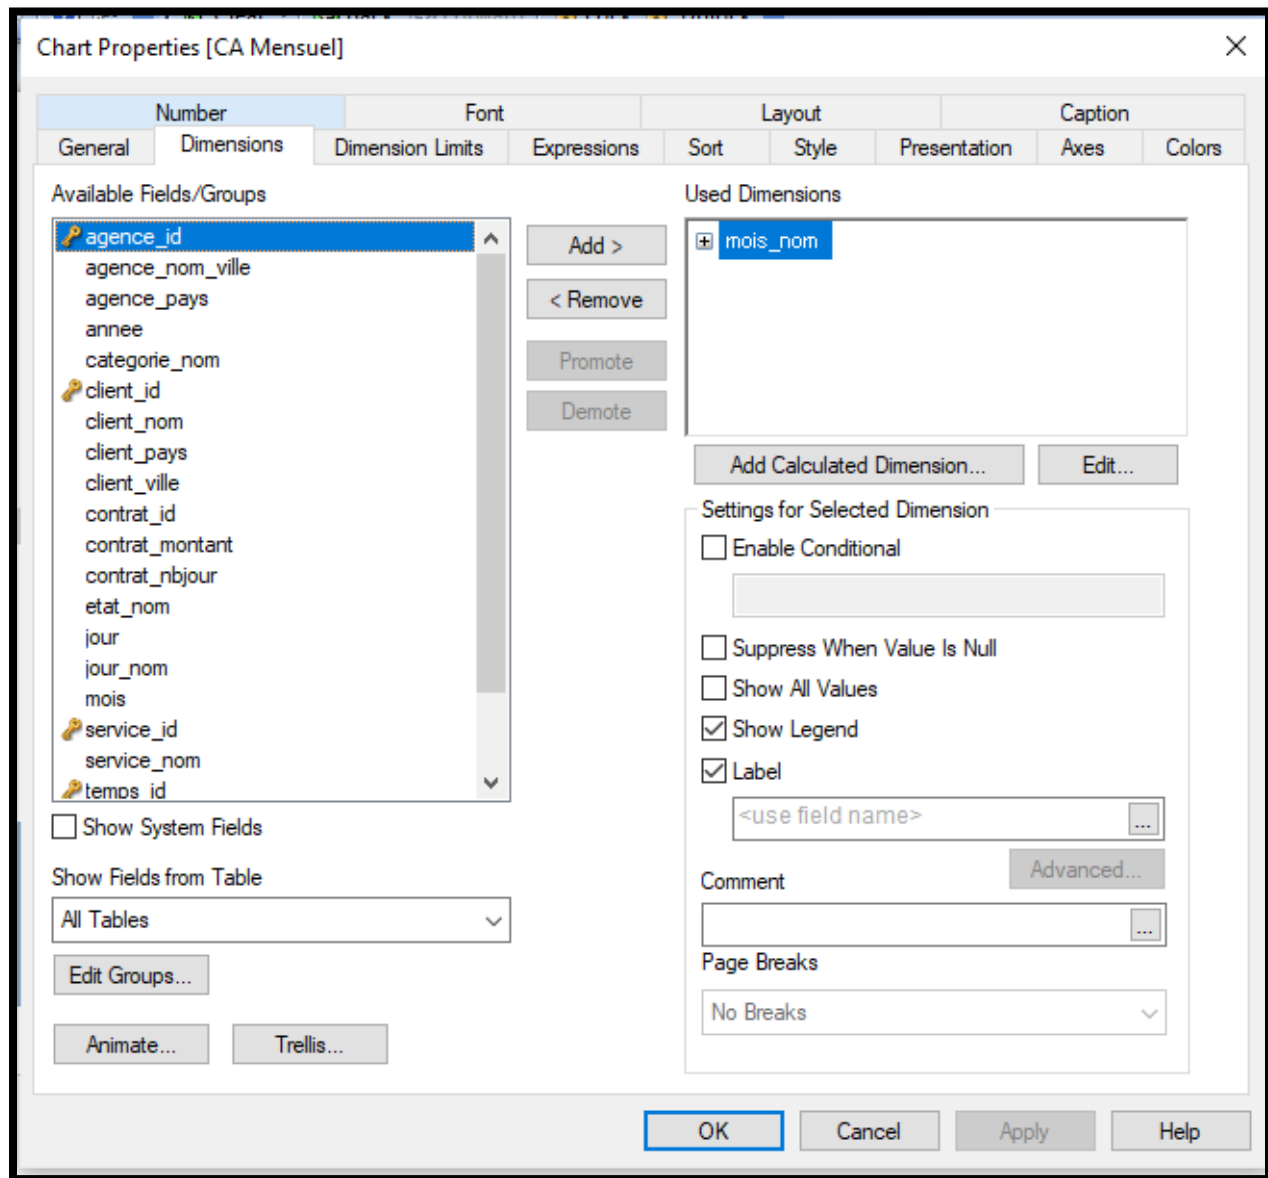 Chart Properties [CA Mensuel]
Number Font Layout Caption
General Dimensions Dimension Limits Expressions Sort Style Presentation Axes Colors
Available Fields/Groups
agence_id
agence_nom_ville
agence_pays
annee
categorie_nom
client_id
client_nom
client_pays
client_ville
contrat_id
contrat_montant
contrat_nbjour
etat_nom
jour
jour_nom
mois
service_id
service_nom
temps_id
Show System Fields
Show Fields from Table
All Tables
Edit Groups...
Animate... Trellis...
Add >
< Remove
Promote
Demote
Used Dimensions
mois_nom
Add Calculated Dimension... Edit...
Settings for Selected Dimension
Enable Conditional
Suppress When Value Is Null
Show All Values
Show Legend
Label
<use field name> ...
Advanced...
Comment
...
Page Breaks
No Breaks
OK Cancel Apply Help